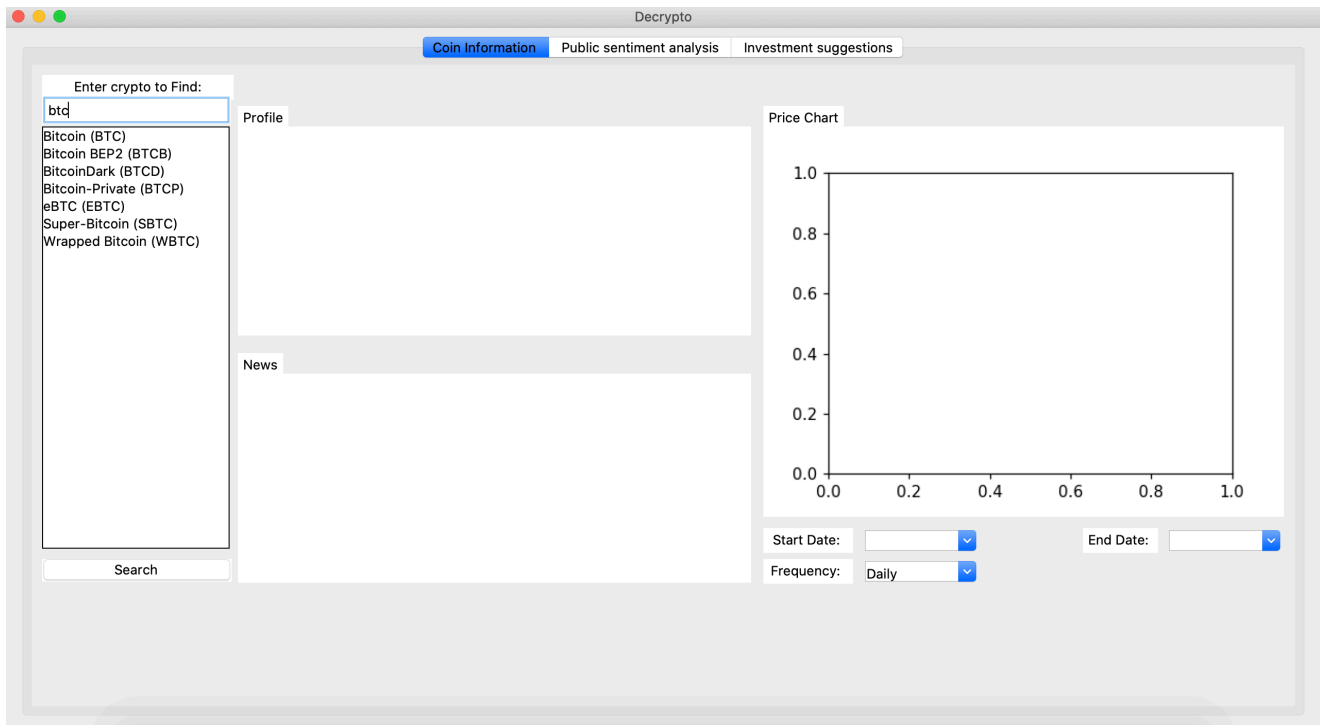 Decrypto
Coin Information Public sentiment analysis Investment suggestions
Enter crypto to Find:
btc
Bitcoin (BTC)
Bitcoin BEP2 (BTCB)
BitcoinDark (BTCD)
Bitcoin-Private (BTCP)
eBTC (EBTC)
Super-Bitcoin (SBTC)
Wrapped Bitcoin (WBTC)
Search
Profile
News
Price Chart
1.0
0.8
0.6
0.4
0.2
0.0
0.0 0.2 0.4 0.6 0.8 1.0
Start Date: End Date:
Frequency: Daily